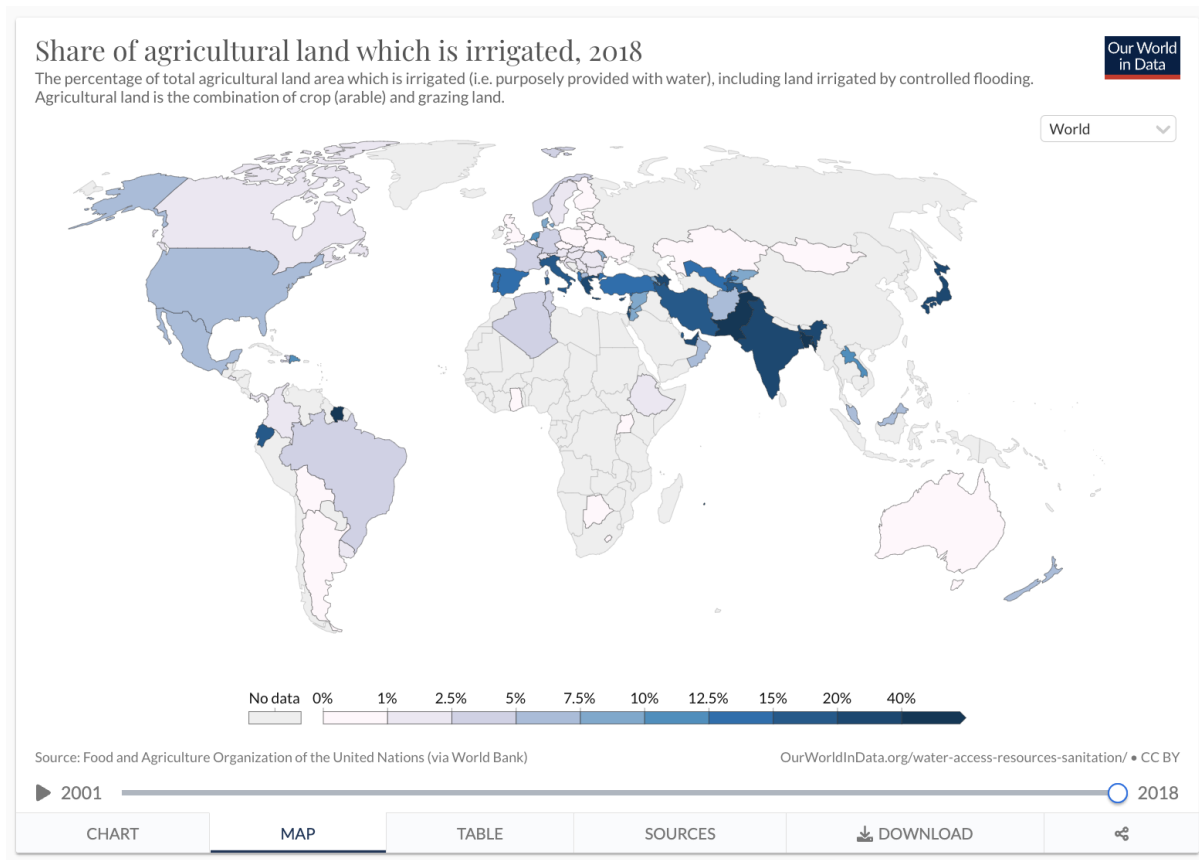 Share of agricultural land which is irrigated, 2018
The percentage of total agricultural land area which is irrigated (i.e. purposely provided with water), including land irrigated by controlled flooding.
Agricultural land is the combination of crop (arable) and grazing land.
Our World
in Data
World
No data 0% 1% 2.5% 5% 7.5% 10% 12.5% 15% 20% 40%
Source: Food and Agriculture Organization of the United Nations (via World Bank)
OurWorldInData.org/water-access-resources-sanitation/ • CC BY
2001 2018
CHART MAP TABLE SOURCES DOWNLOAD